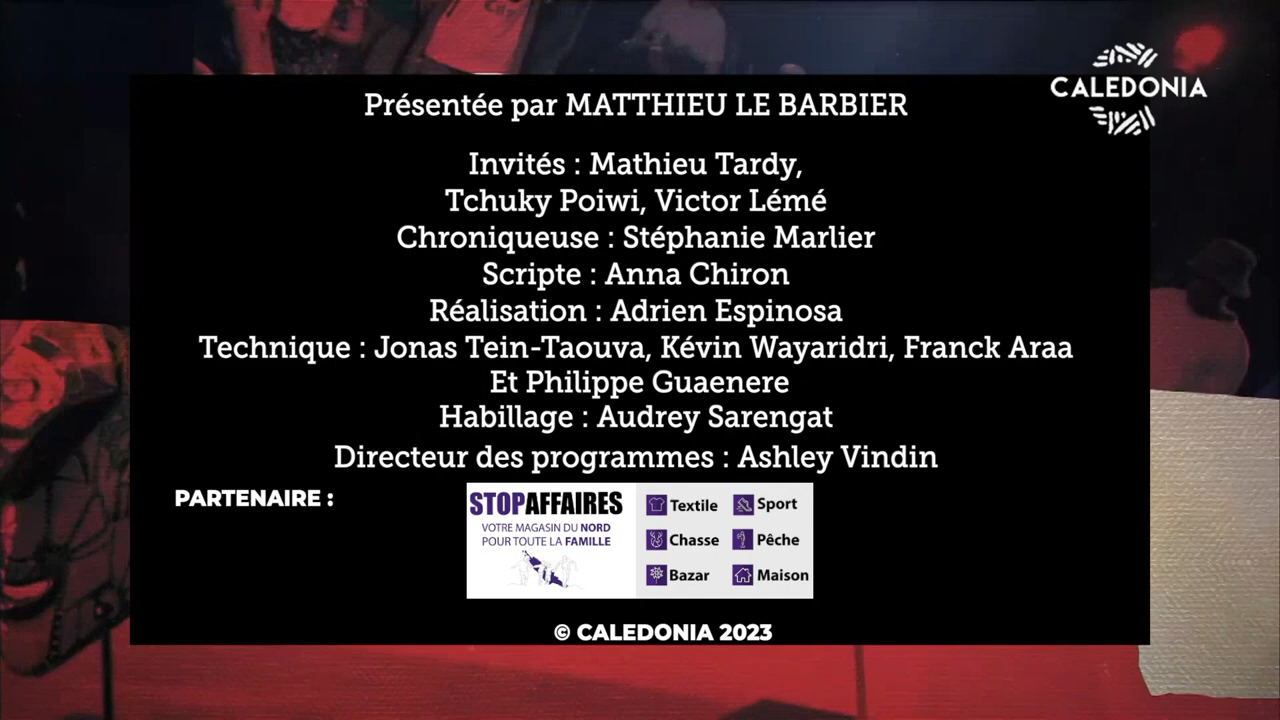 CALEDONIA
Présentée par MATTHIEU LE BARBIER
Invités : Mathieu Tardy,
Tchuky Poiwi, Victor Lémé
Chroniqueuse : Stéphanie Marlier
Scripte : Anna Chiron
Réalisation : Adrien Espinosa
Technique : Jonas Tein-Taouva, Kévin Wayaridri, Franck Araa
Et Philippe Guaenere
Habillage : Audrey Sarengat
Directeur des programmes : Ashley Vindin
PARTENAIRE :
STOPAFFAIRES
VOTRE MAGASIN DU NORD
POUR TOUTE LA FAMILLE
Textile
Sport
Chasse
Pêche
Bazar
Maison
© CALEDONIA 2023